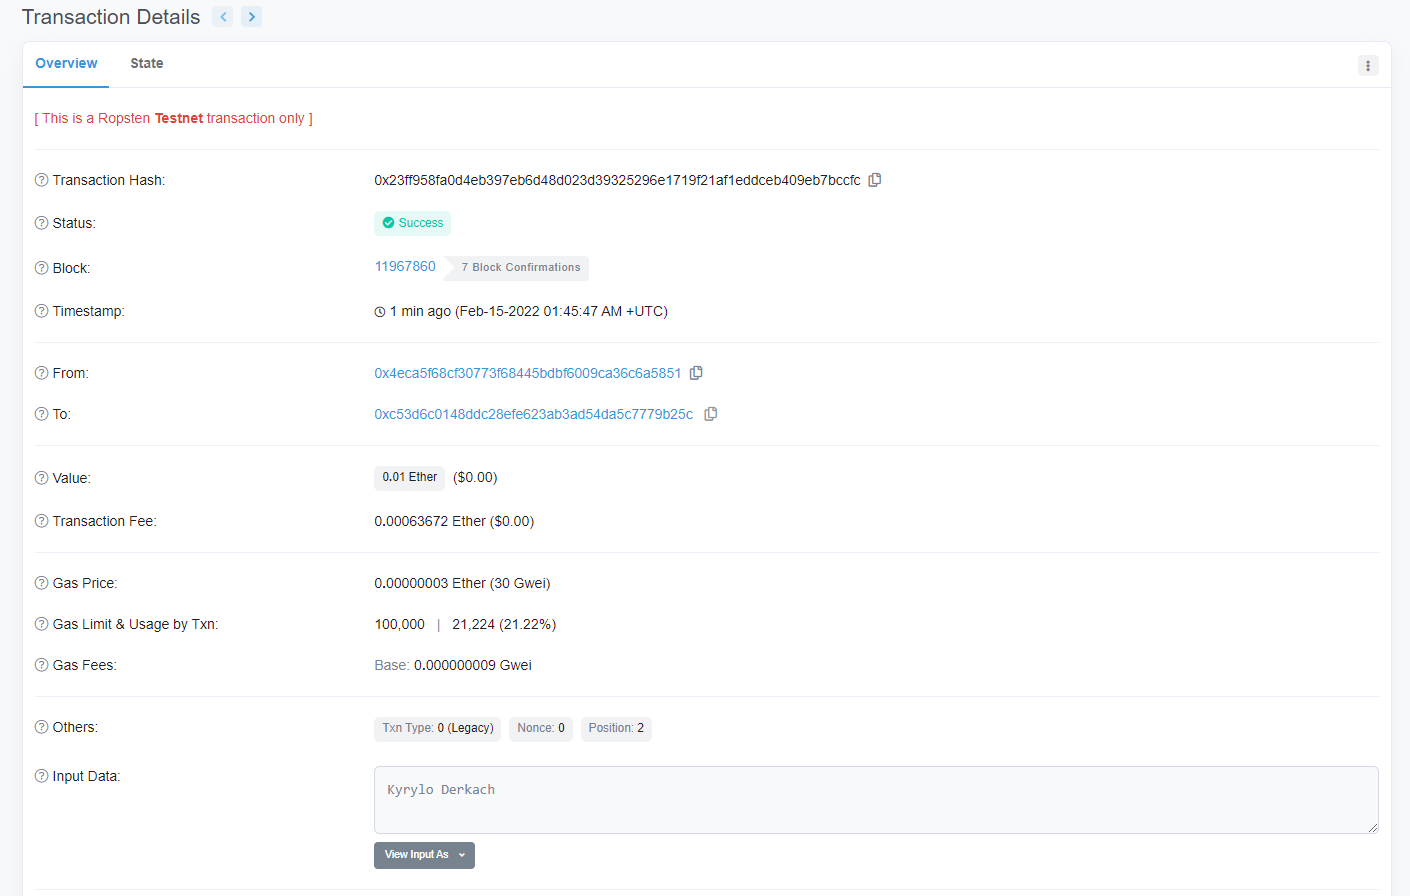 Transaction Details
Overview State
[ This is a Ropsten Testnet transaction only ]
Transaction Hash: 0x23ff958fa0d4eb397eb6d48d023d39325296e1719f21af1eddceb409eb7bccfc
Status: Success
Block: 11967860 7 Block Confirmations
Timestamp: 1 min ago (Feb-15-2022 01:45:47 AM +UTC)
From: 0x4eca5f68cf30773f68445bdbf6009ca36c6a5851
To: 0xc53d6c0148ddc28efe623ab3ad54da5c7779b25c
Value: 0.01 Ether ($0.00)
Transaction Fee: 0.00063672 Ether ($0.00)
Gas Price: 0.00000003 Ether (30 Gwei)
Gas Limit & Usage by Txn: 100,000 | 21,224 (21.22%)
Gas Fees: Base: 0.000000009 Gwei
Others: Txn Type: 0 (Legacy) Nonce: 0 Position: 2
Input Data: Kyrylo Derkach
View Input As